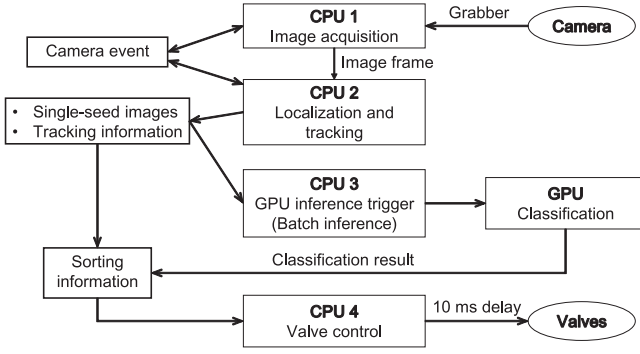 CPU 1
Image acquisition
Grabber
Camera
Camera event
Image frame
CPU 2
Localization and
tracking
• Single-seed images
• Tracking information
CPU 3
GPU inference trigger
(Batch inference)
GPU
Classification
Sorting
information
Classification result
CPU 4
Valve control
10 ms delay
Valves